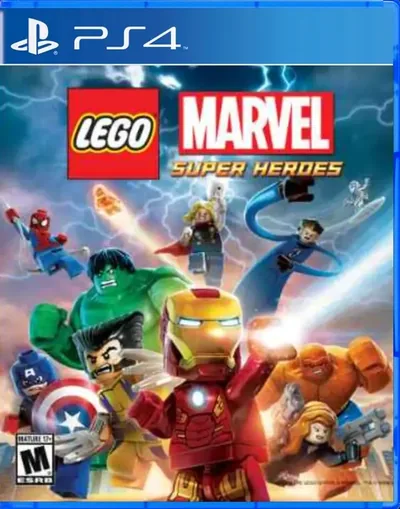 PS4
LEGO
MARVEL
SUPER HEROES
MATURE 17+
M
ESRB